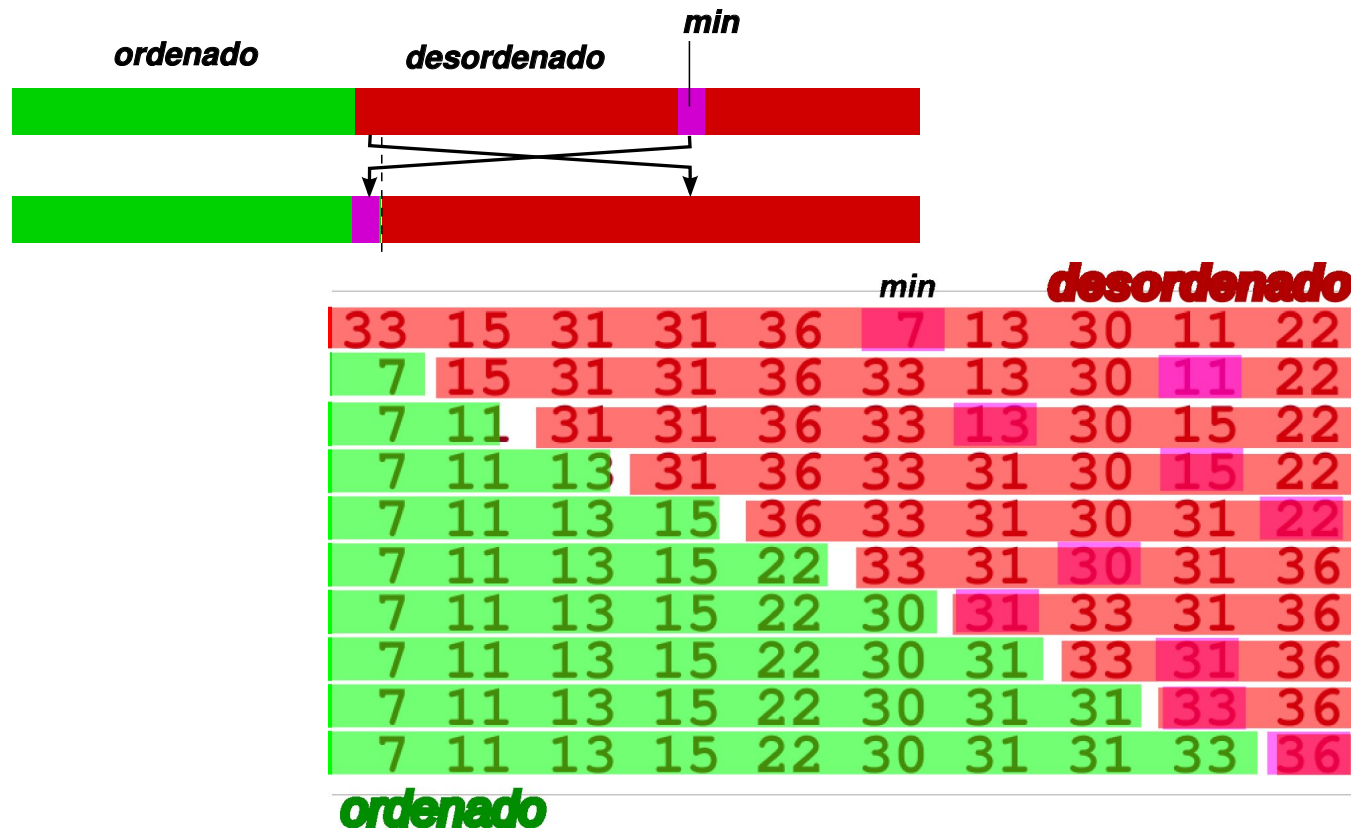 min
ordenado desordenado
min desordenado
33 15 31 31 36 7 13 30 11 22
7 15 31 31 36 33 13 30 11 22
7 11 31 31 36 33 13 30 15 22
7 11 13 31 36 33 31 30 15 22
7 11 13 15 36 33 31 30 31 22
7 11 13 15 22 33 31 30 31 36
7 11 13 15 22 30 31 33 31 36
7 11 13 15 22 30 31 33 31 36
7 11 13 15 22 30 31 31 33 36
7 11 13 15 22 30 31 31 33 36
ordenado